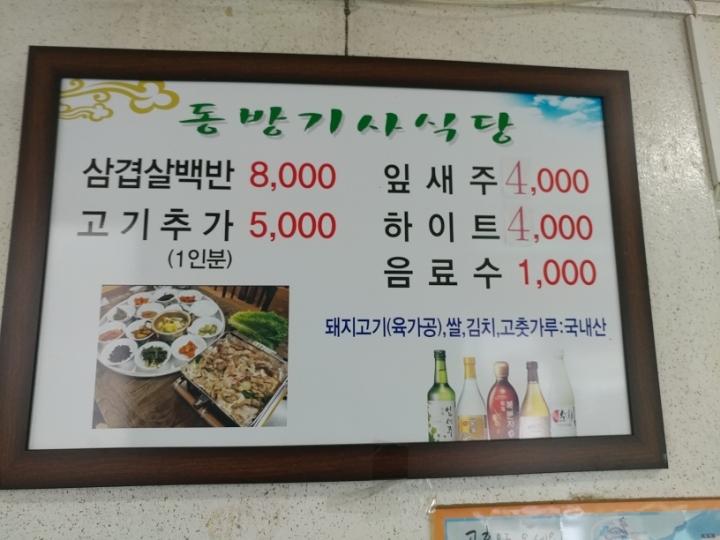 동방기사식당
삼겹살백반 8,000
고기추가 5,000
(1인분)
잎새주 4,000
하이트 4,000
음료수 1,000
돼지고기(육가공),쌀,김치,고춧가루:국내산